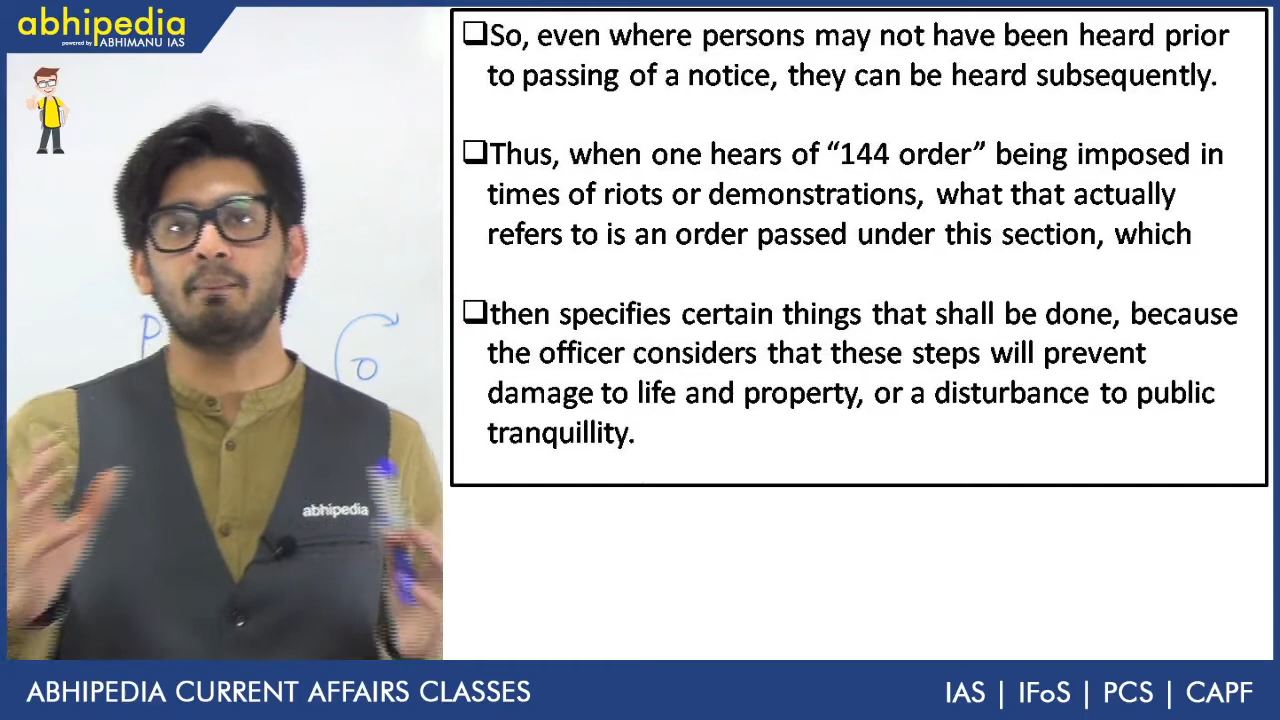 abhipedia
powered by ABHIMANU IAS
❑So, even where persons may not have been heard prior
to passing of a notice, they can be heard subsequently.
❑Thus, when one hears of “144 order” being imposed in
times of riots or demonstrations, what that actually
refers to is an order passed under this section, which
❑then specifies certain things that shall be done, because
the officer considers that these steps will prevent
damage to life and property, or a disturbance to public
tranquillity.
P
O
abhipedia
ABHIPEDIA CURRENT AFFAIRS CLASSES
IAS | IFoS | PCS | CAPF